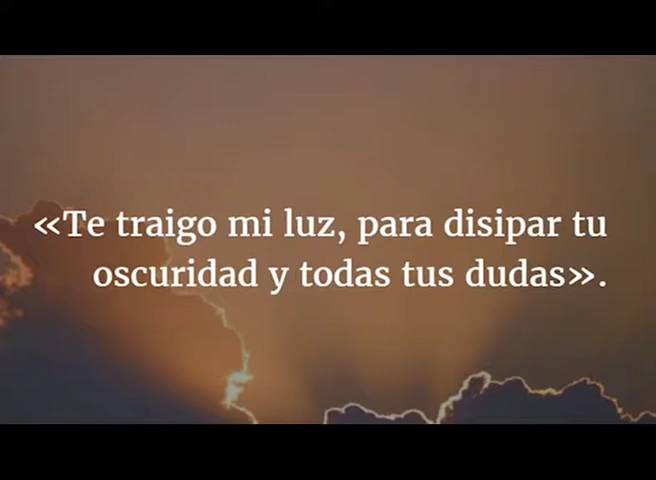 «Te traigo mi luz, para disipar tu
oscuridad y todas tus dudas».